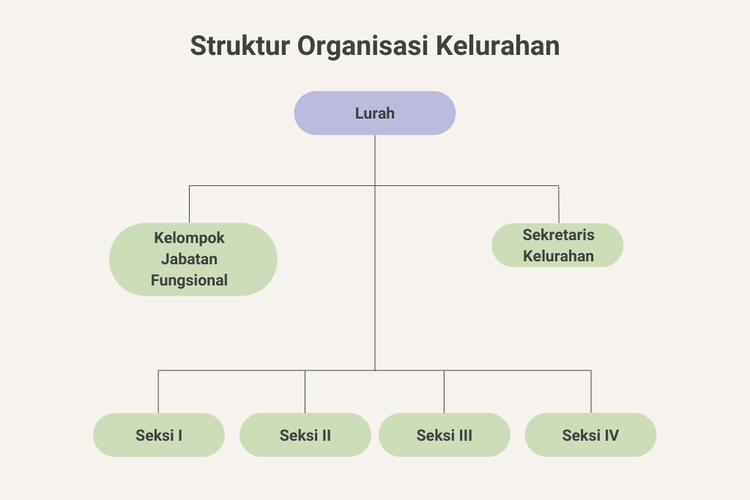 Struktur Organisasi Kelurahan
Lurah
Kelompok
Jabatan
Fungsional
Sekretaris
Kelurahan
Seksi I
Seksi II
Seksi III
Seksi IV